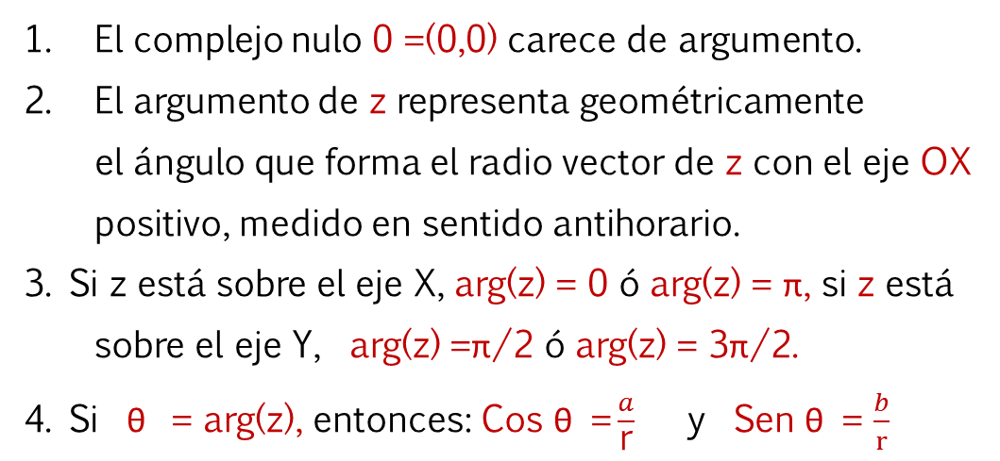 1. El complejo nulo 0 =(0,0) carece de argumento.
2. El argumento de z representa geométricamente
el ángulo que forma el radio vector de z con el eje OX
positivo, medido en sentido antihorario.
3. Si z está sobre el eje X, arg(z) = 0 ó arg(z) = π, si z está
sobre el eje Y, arg(z) =π/2 ó arg(z) = 3π/2.
4. Si θ = arg(z), entonces: Cos θ = a/r y Sen θ = b/r